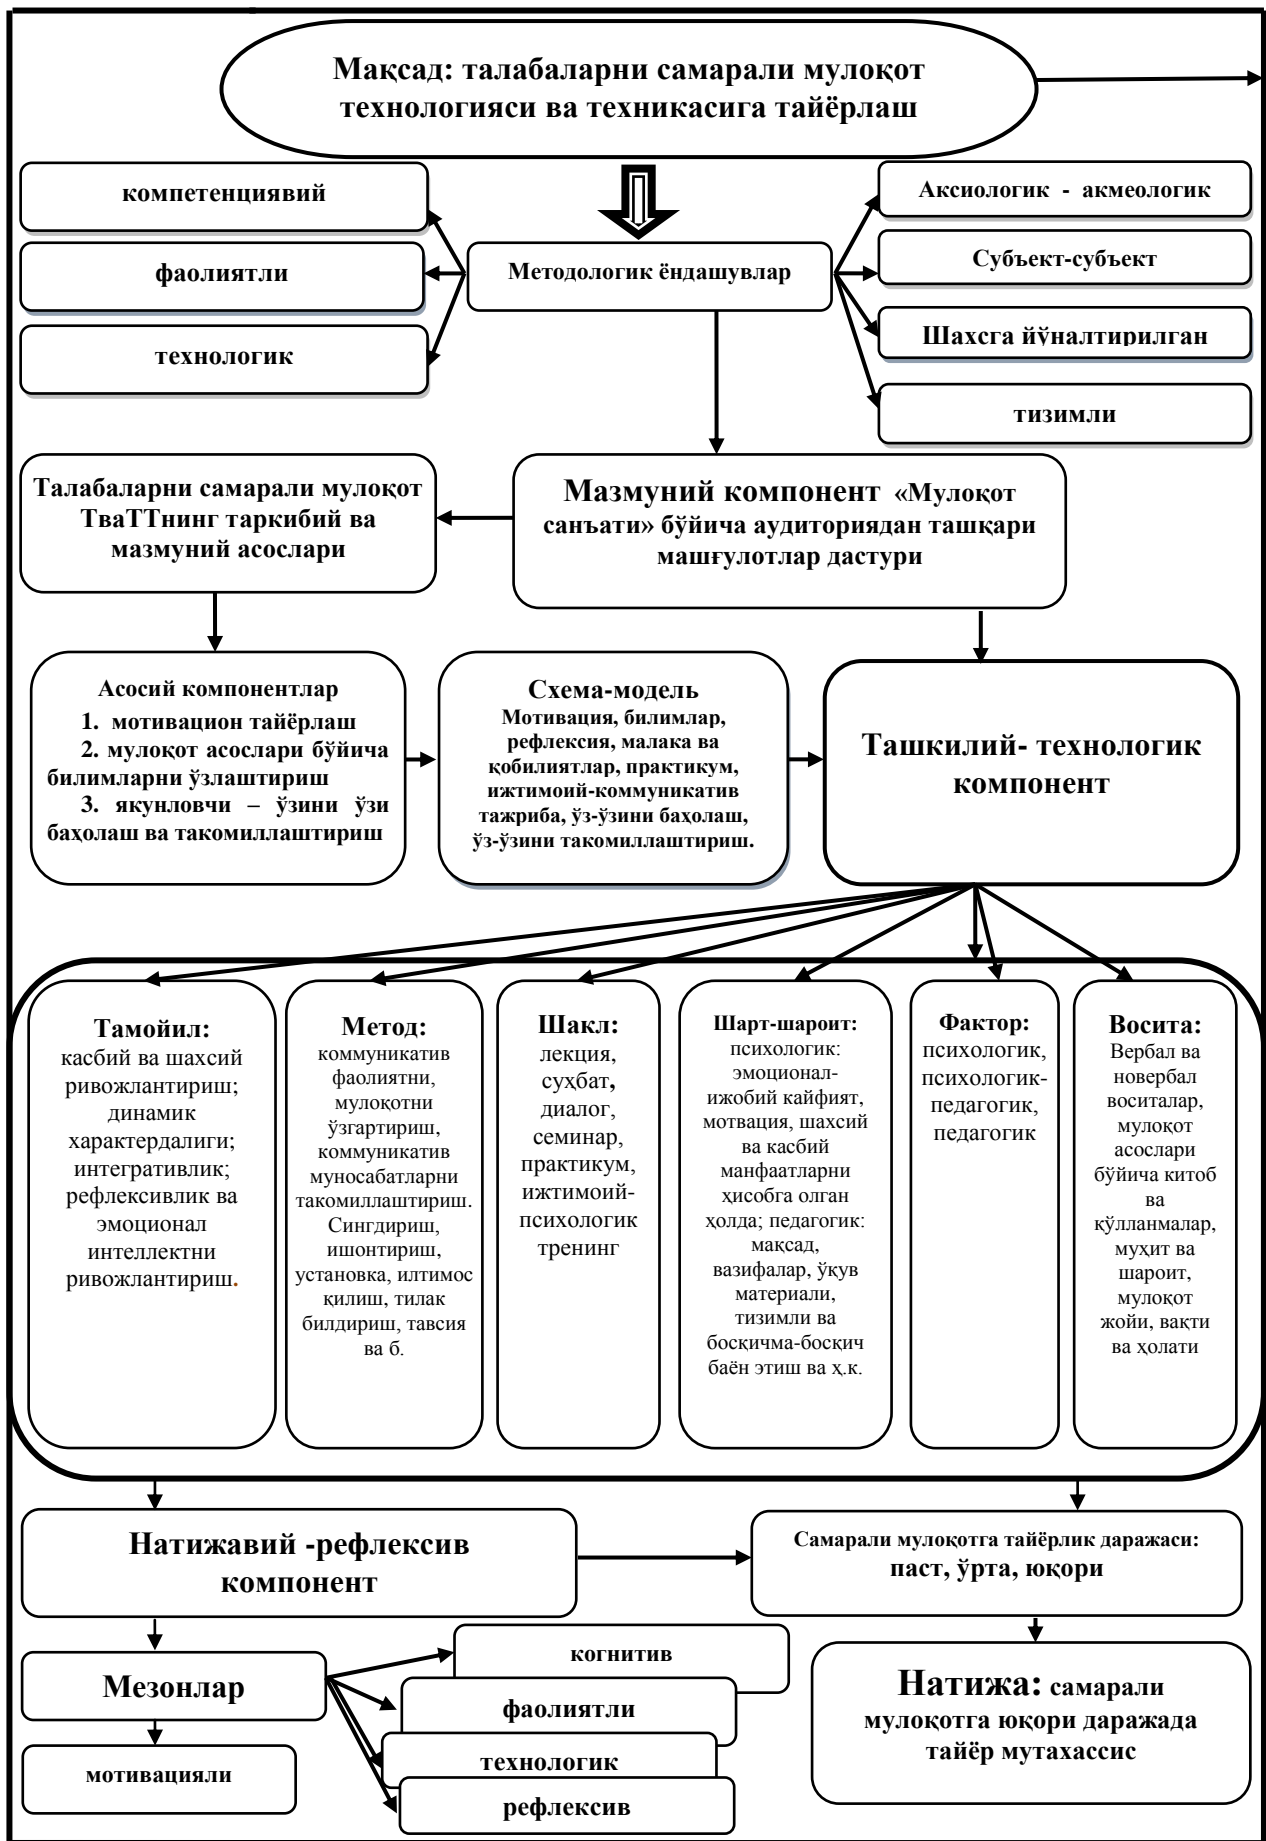 Мақсад: талабаларни самарали мулоқот
технологияси ва техникасига тайёрлаш
компетенциявий
фаолиятли
технологик
Методологик ёндашувлар
Аксиологик - акмеологик
Субъект-субъект
Шахсга йўналтирилган
тизимли
Талабаларни самарали мулоқот
ТваТТнинг таркибий ва
мазмуний асослари
Мазмуний компонент «Мулоқот
санъати» бўйича аудиториядан ташқари
машғулотлар дастури
Асосий компонентлар
1. мотивацион тайёрлаш
2. мулоқот асослари бўйича
билимларни ўзлаштириш
3. якунловчи – ўзини ўзи
баҳолаш ва такомиллаштириш
Схема-модель
Мотивация, билимлар,
рефлексия, малака ва
қобилиятлар, практикум,
ижтимоий-коммуникатив
тажриба, ўз-ўзини баҳолаш,
ўз-ўзини такомиллаштириш.
Ташкилий- технологик
компонент
Тамойил:
касбий ва шахсий
ривожлантириш;
динамик
характердалиги;
интегративлик;
рефлексивлик ва
эмоционал
интеллектни
ривожлантириш.
Метод:
коммуникатив
фаолиятни,
мулоқотни
ўзгартириш,
коммуникатив
муносабатларни
такомиллаштириш.
Сингдириш,
ишонтириш,
установка, илтимос
қилиш, тилак
билдириш, тавсия
ва б.
Шакл:
лекция,
суҳбат,
диалог,
семинар,
практикум,
ижтимоий-
психологик
тренинг
Шарт-шароит:
психологик:
эмоционал-
ижобий кайфият,
мотвация, шахсий
ва касбий
манфаатларни
ҳисобга олган
ҳолда; педагогик:
мақсад,
вазифалар, ўқув
материали,
тизимли ва
босқичма-босқич
баён этиш ва ҳ.к.
Фактор:
психологик,
психологик-
педагогик,
педагогик
Восита:
Вербал ва
новербал
воситалар,
мулоқот
асослари
бўйича китоб
ва
қўлланмалар,
муҳит ва
шароит,
мулоқот
жойи, вақти
ва ҳолати
Натижавий -рефлексив
компонент
Самарали мулоқотга тайёрлик даражаси:
паст, ўрта, юқори
Мезонлар
мотивацияли
когнитив
фаолиятли
технологик
рефлексив
Натижа: самарали
мулоқотга юқори даражада
тайёр мутахассис